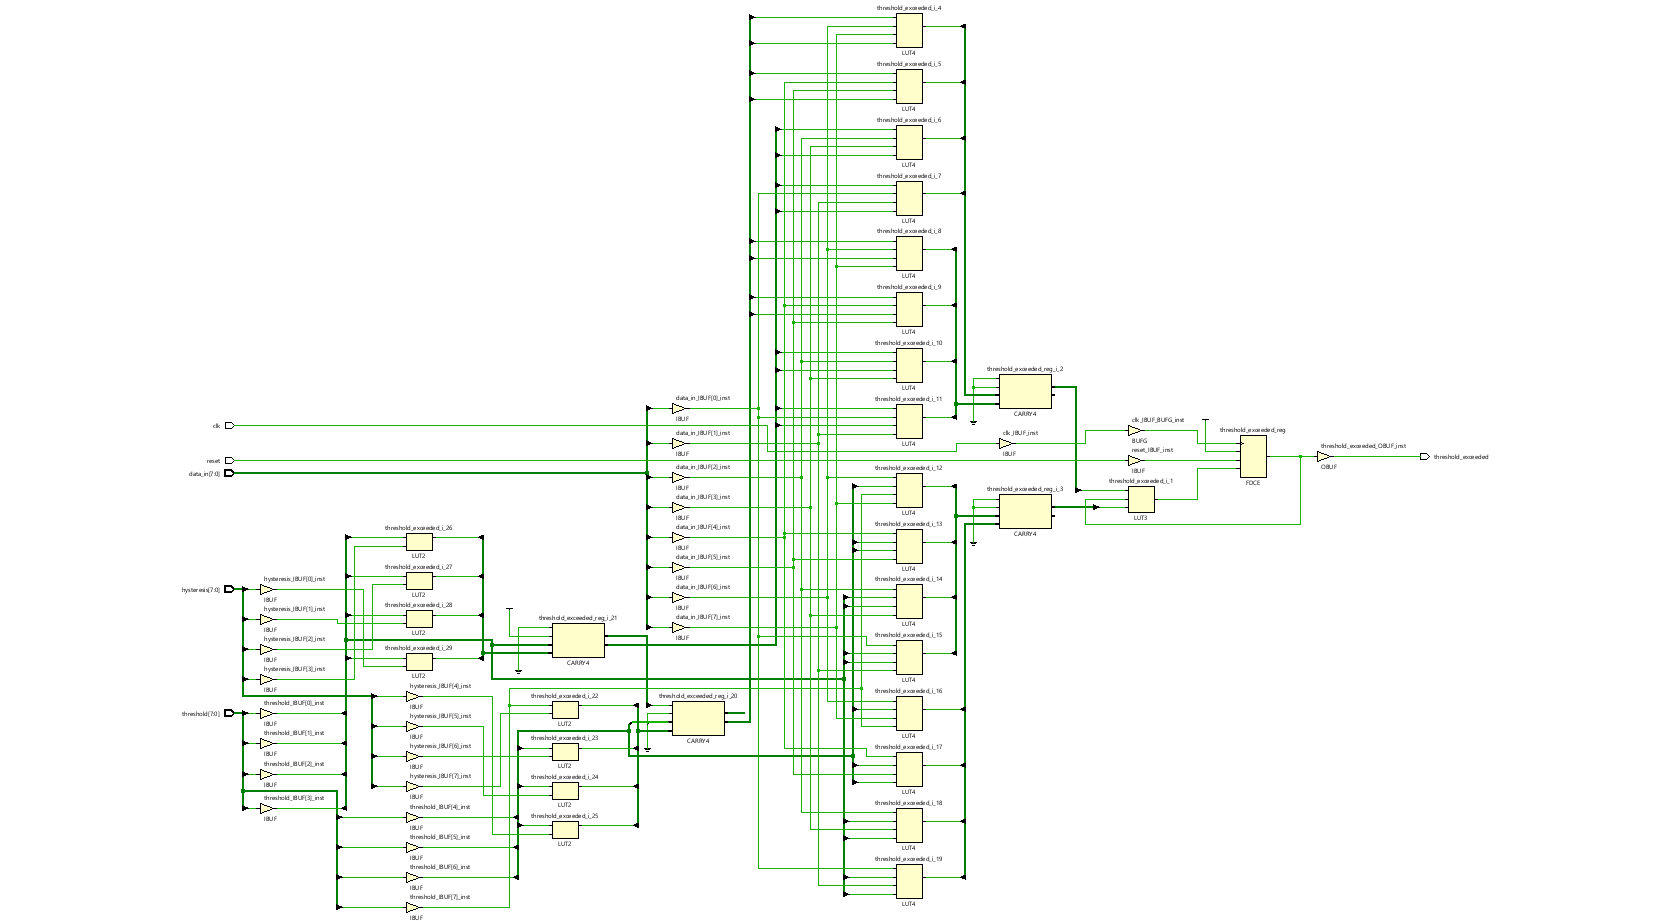 threshold_exceeded_i_4
LUT4
threshold_exceeded_i_5
LUT4
threshold_exceeded_i_6
LUT4
threshold_exceeded_i_7
LUT4
threshold_exceeded_i_8
LUT4
threshold_exceeded_i_9
LUT4
threshold_exceeded_i_10
LUT4
threshold_exceeded_i_11
LUT4
threshold_exceeded_reg_i_2
CARRY4
data_in_IBUF[0]_inst
IBUF
data_in_IBUF[1]_inst
IBUF
data_in_IBUF[2]_inst
IBUF
data_in_IBUF[3]_inst
IBUF
data_in_IBUF[4]_inst
IBUF
data_in_IBUF[5]_inst
IBUF
data_in_IBUF[6]_inst
IBUF
data_in_IBUF[7]_inst
IBUF
clk
reset
data_in[7:0]
clk_IBUF_inst
IBUF
clk_IBUF_BUFG_inst
BUFG
reset_IBUF_inst
IBUF
threshold_exceeded_reg
FDCE
threshold_exceeded_OBUF_inst
OBUF
threshold_exceeded
threshold_exceeded_i_1
LUT3
threshold_exceeded_reg_i_3
CARRY4
threshold_exceeded_i_12
LUT4
threshold_exceeded_i_13
LUT4
threshold_exceeded_i_14
LUT4
threshold_exceeded_i_15
LUT4
threshold_exceeded_i_16
LUT4
threshold_exceeded_i_17
LUT4
threshold_exceeded_i_18
LUT4
threshold_exceeded_i_19
LUT4
threshold_exceeded_i_26
LUT2
threshold_exceeded_i_27
LUT2
threshold_exceeded_i_28
LUT2
threshold_exceeded_i_29
LUT2
hysteresis[7:0]
hysteresis_IBUF[0]_inst
IBUF
hysteresis_IBUF[1]_inst
IBUF
hysteresis_IBUF[2]_inst
IBUF
hysteresis_IBUF[3]_inst
IBUF
threshold[7:0]
threshold_IBUF[0]_inst
IBUF
threshold_IBUF[1]_inst
IBUF
threshold_IBUF[2]_inst
IBUF
threshold_IBUF[3]_inst
IBUF
hysteresis_IBUF[4]_inst
IBUF
hysteresis_IBUF[5]_inst
IBUF
hysteresis_IBUF[6]_inst
IBUF
hysteresis_IBUF[7]_inst
IBUF
threshold_IBUF[4]_inst
IBUF
threshold_IBUF[5]_inst
IBUF
threshold_IBUF[6]_inst
IBUF
threshold_IBUF[7]_inst
IBUF
threshold_exceeded_reg_i_21
CARRY4
threshold_exceeded_i_22
LUT2
threshold_exceeded_i_23
LUT2
threshold_exceeded_i_24
LUT2
threshold_exceeded_i_25
LUT2
threshold_exceeded_reg_i_20
CARRY4